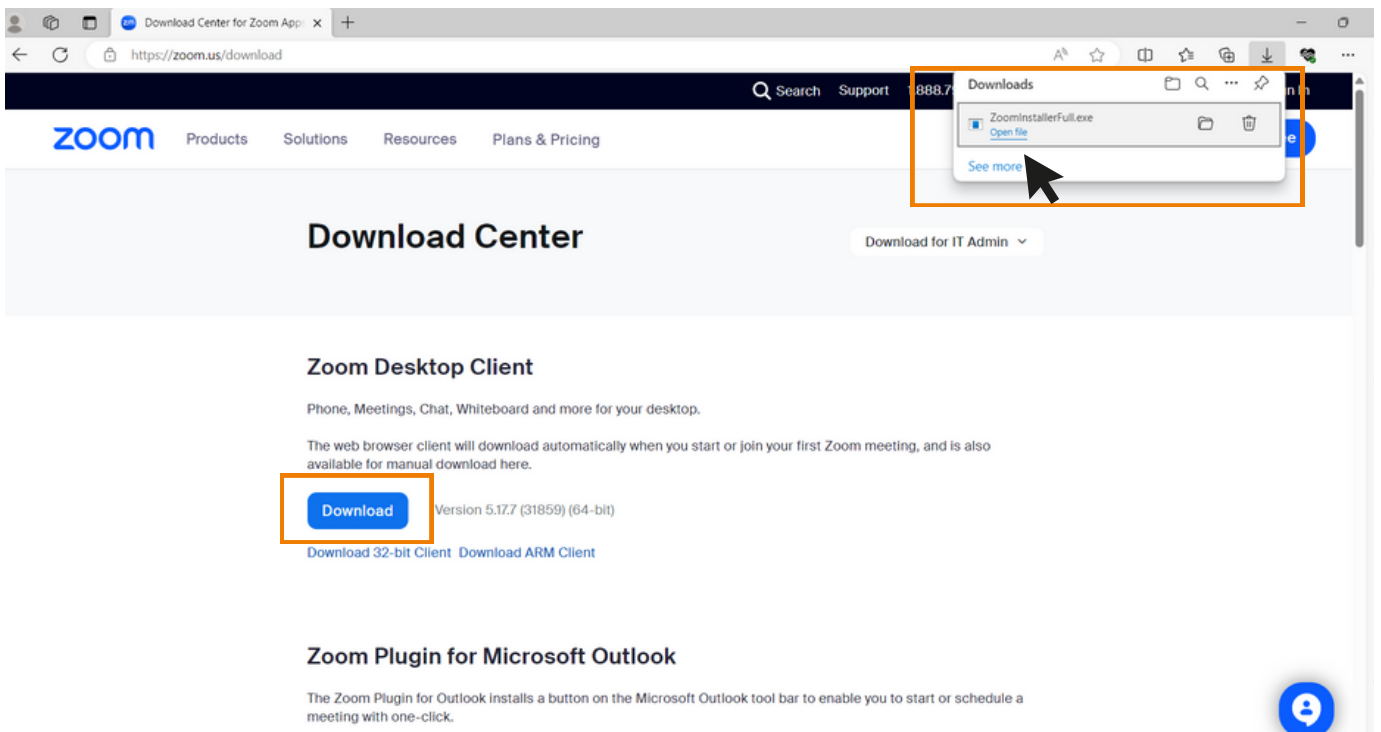 zm Download Center for Zoom App
https://zoom.us/download
Search Support 1.888.79
zoom Products Solutions Resources Plans & Pricing
Downloads
ZoomInstallerFull.exe
Open file
See more
Download Center
Download for IT Admin
Zoom Desktop Client
Phone, Meetings, Chat, Whiteboard and more for your desktop.
The web browser client will download automatically when you start or join your first Zoom meeting, and is also
available for manual download here.
Download Version 5.17.7 (31859) (64-bit)
Download 32-bit Client Download ARM Client
Zoom Plugin for Microsoft Outlook
The Zoom Plugin for Outlook installs a button on the Microsoft Outlook tool bar to enable you to start or schedule a
meeting with one-click.